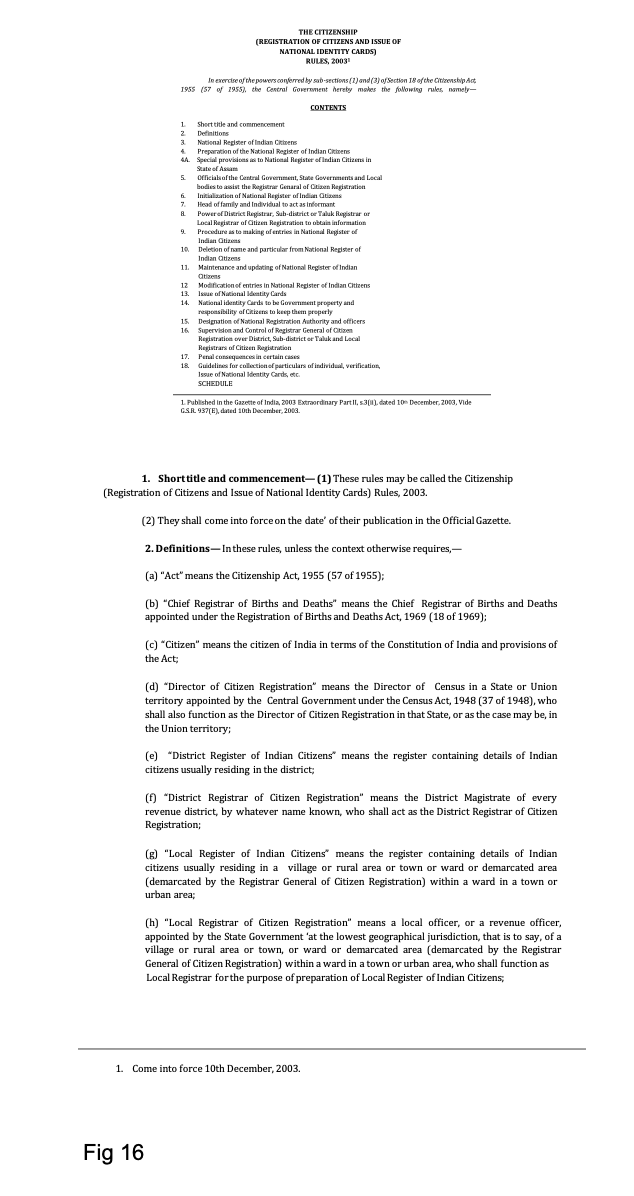 THE CITIZENSHIP
(REGISTRATION OF CITIZENS AND ISSUE OF
NATIONAL IDENTITY CARDS)
RULES, 2003¹
In exercise of the powers conferred by sub-sections (1) and (3) of Section 18 of the Citizenship Act,
1955 (57 of 1955), the Central Government hereby makes the following rules, namely—
CONTENTS
1. Short title and commencement
2. Definitions
3. National Register of Indian Citizens
4. Preparation of the National Register of Indian Citizens
4A. Special provisions as to National Register of Indian Citizens in
State of Assam
5. Officials of the Central Government, State Governments and Local
bodies to assist the Registrar Genaral of Citizen Registration
6. Initialization of National Register of Indian Citizens
7. Head of family and Individual to act as informant
8. Power of District Registrar, Sub-district or Taluk Registrar or
Local Registrar of Citizen Registration to obtain information
9. Procedure as to making of entries in National Register of
Indian Citizens
10. Deletion of name and particular from National Register of
Indian Citizens
11. Maintenance and updating of National Register of Indian
Citizens
12 Modification of entries in National Register of Indian Citizens
13. Issue of National Identity Cards
14. National identity Cards to be Government property and
responsibility of Citizens to keep them properly
15. Designation of National Registration Authority and officers
16. Supervision and Control of Registrar General of Citizen
Registration over District, Sub-district or Taluk and Local
Registrars of Citizen Registration
17. Penal consequences in certain cases
18. Guidelines for collection of particulars of individual, verification,
Issue of National Identity Cards, etc.
SCHEDULE
1. Published in the Gazette of India, 2003 Extraordinary Part II, s.3(ii), dated 10th December, 2003, Vide
G.S.R. 937(E), dated 10th December, 2003.
1. Short title and commencement— (1) These rules may be called the Citizenship
(Registration of Citizens and Issue of National Identity Cards) Rules, 2003.
(2) They shall come into force on the date' of their publication in the Official Gazette.
2. Definitions— In these rules, unless the context otherwise requires,—
(a) “Act” means the Citizenship Act, 1955 (57 of 1955);
(b) “Chief Registrar of Births and Deaths” means the Chief Registrar of Births and Deaths
appointed under the Registration of Births and Deaths Act, 1969 (18 of 1969);
(c) “Citizen” means the citizen of India in terms of the Constitution of India and provisions of
the Act;
(d) “Director of Citizen Registration” means the Director of Census in a State or Union
territory appointed by the Central Government under the Census Act, 1948 (37 of 1948), who
shall also function as the Director of Citizen Registration in that State, or as the case may be, in
the Union territory;
(e) “District Register of Indian Citizens” means the register containing details of Indian
citizens usually residing in the district;
(f) “District Registrar of Citizen Registration” means the District Magistrate of every
revenue district, by whatever name known, who shall act as the District Registrar of Citizen
Registration;
(g) “Local Register of Indian Citizens” means the register containing details of Indian
citizens usually residing in a village or rural area or town or ward or demarcated area
(demarcated by the Registrar General of Citizen Registration) within a ward in a town or
urban area;
(h) “Local Registrar of Citizen Registration” means a local officer, or a revenue officer,
appointed by the State Government ‘at the lowest geographical jurisdiction, that is to say, of a
village or rural area or town, or ward or demarcated area (demarcated by the Registrar
General of Citizen Registration) within a ward in a town or urban area, who shall function as
Local Registrar for the purpose of preparation of Local Register of Indian Citizens;
1. Come into force 10th December, 2003.
Fig 16